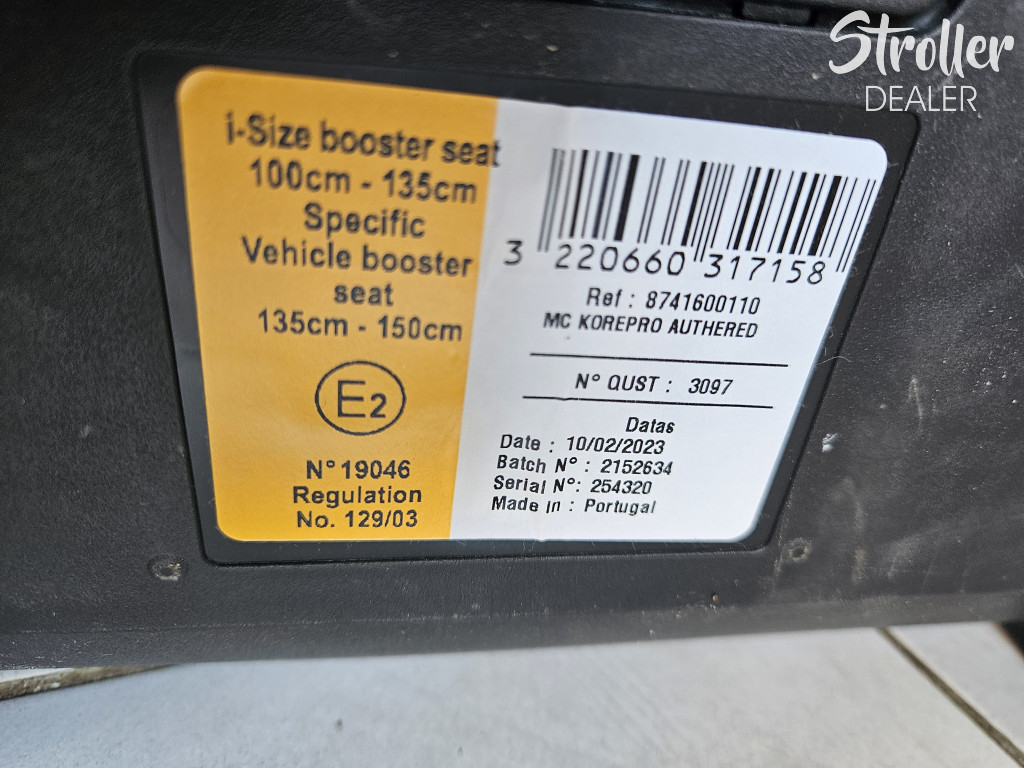 Stroller
DEALER
i-Size booster seat
100cm - 135cm
Specific
Vehicle booster
seat
135cm - 150cm
E2
N° 19046
Regulation
No. 129/03
3 220660 317158
Ref : 8741600110
MC KOREPRO AUTHERED
N° QUST : 3097
Datas
Date : 10/02/2023
Batch N° : 2152634
Serial N°: 254320
Made in : Portugal